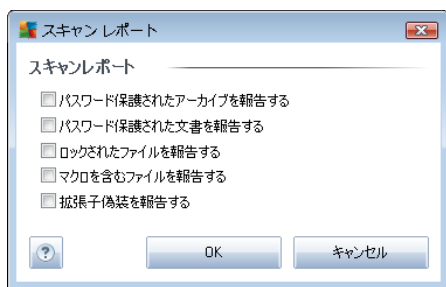 スキャン レポート
スキャンレポート
パスワード保護されたアーカイブを報告する
パスワード保護された文書を報告する
ロックされたファイルを報告する
マクロを含むファイルを報告する
拡張子偽装を報告する
?
OK
キャンセル